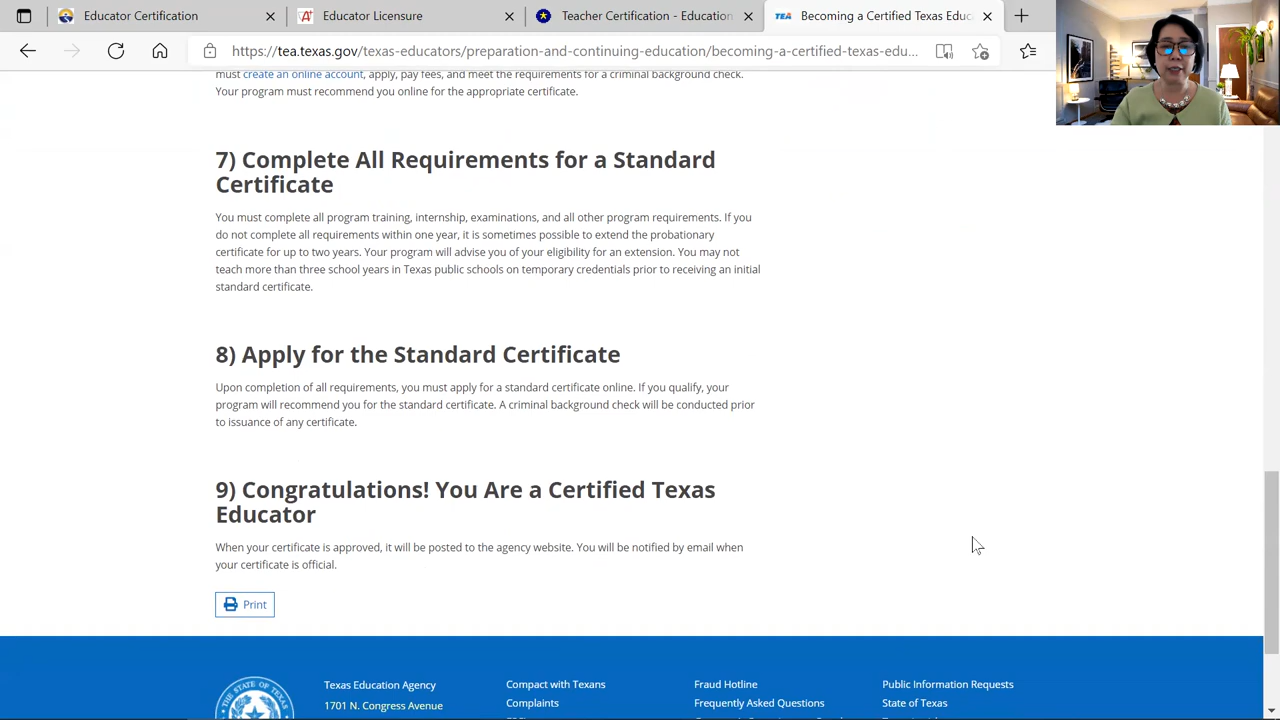 Educator Certification
Educator Licensure
Teacher Certification - Education
TEA Becoming a Certified Texas Educ
https://tea.texas.gov/texas-educators/preparation-and-continuing-education/becoming-a-certified-texas-edu...
must create an online account, apply, pay fees, and meet the requirements for a criminal background check.
Your program must recommend you online for the appropriate certificate.
7) Complete All Requirements for a Standard
Certificate
You must complete all program training, internship, examinations, and all other program requirements. If you
do not complete all requirements within one year, it is sometimes possible to extend the probationary
certificate for up to two years. Your program will advise you of your eligibility for an extension. You may not
teach more than three school years in Texas public schools on temporary credentials prior to receiving an initial
standard certificate.
8) Apply for the Standard Certificate
Upon completion of all requirements, you must apply for a standard certificate online. If you qualify, your
program will recommend you for the standard certificate. A criminal background check will be conducted prior
to issuance of any certificate.
9) Congratulations! You Are a Certified Texas
Educator
When your certificate is approved, it will be posted to the agency website. You will be notified by email when
your certificate is official.
Print
THE STATE OF TEXAS
Texas Education Agency
1701 N. Congress Avenue
Compact with Texans
Complaints
Fraud Hotline
Frequently Asked Questions
Public Information Requests
State of Texas